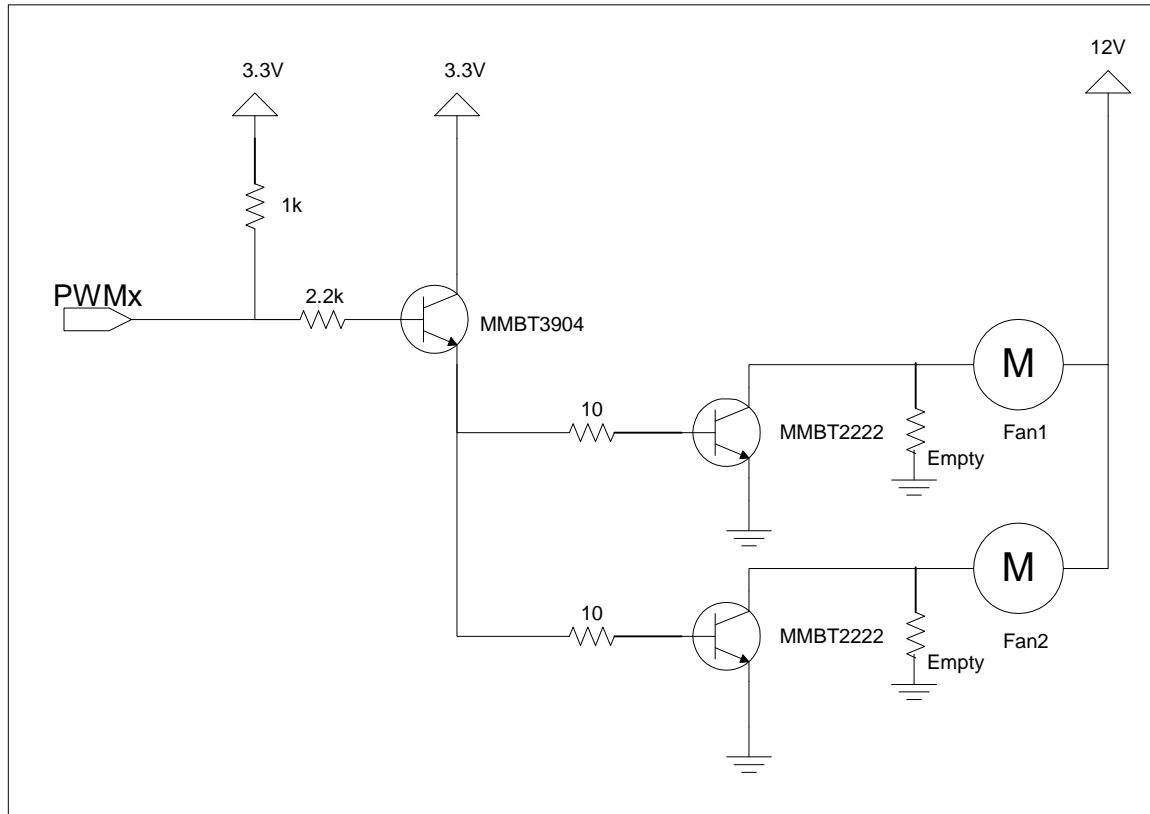 12V
3.3V 3.3V
1k
PWMx
2.2k
MMBT3904
M
10
MMBT2222
Fan1
Empty
M
10
MMBT2222
Fan2
Empty